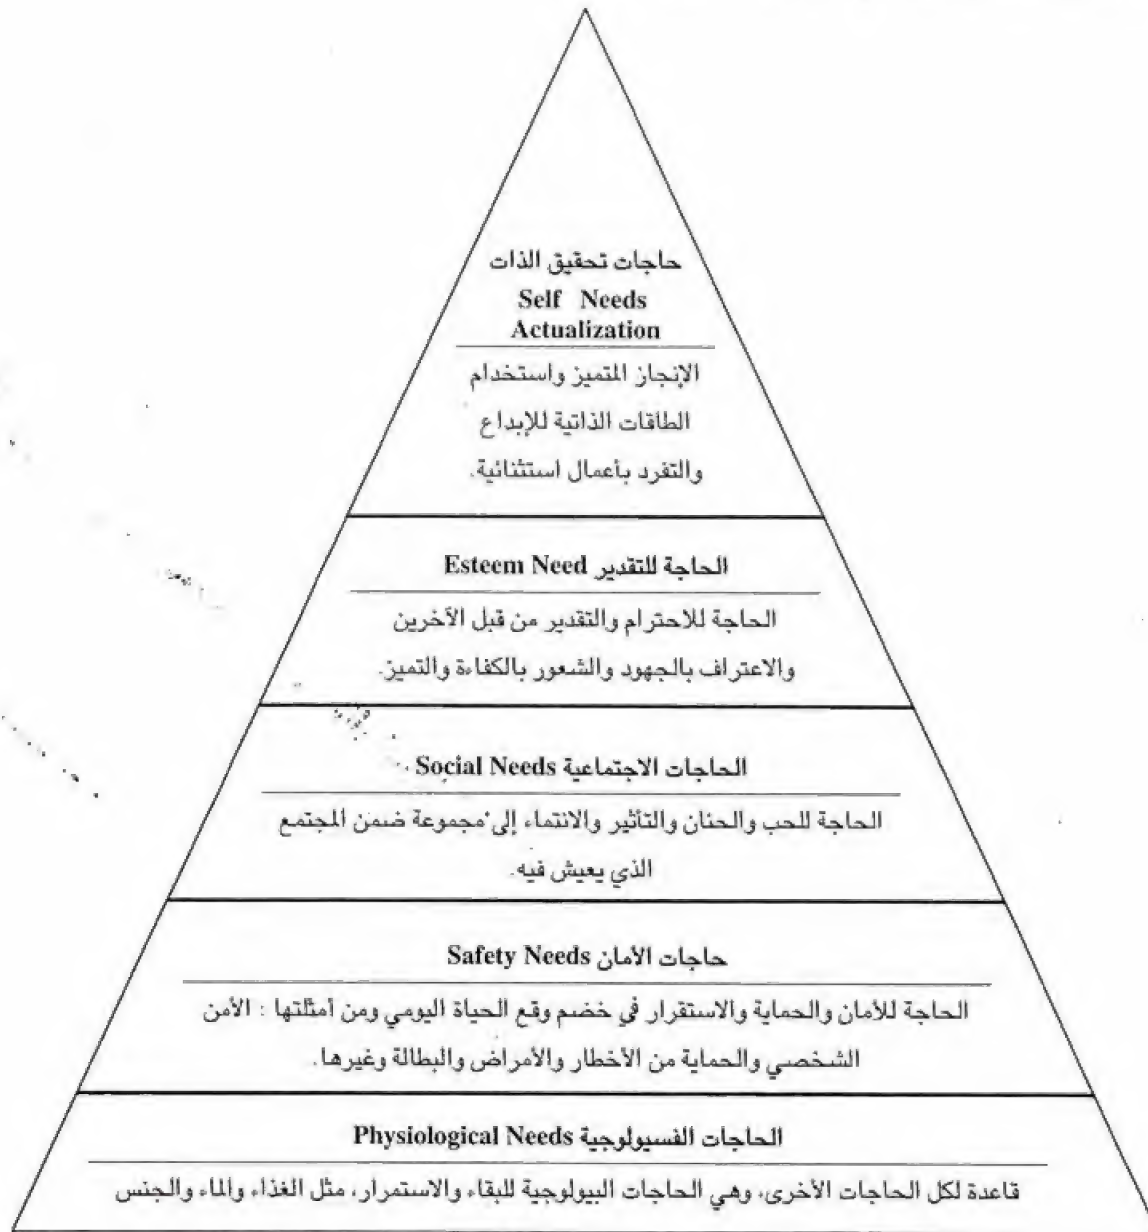 حاجات تحقيق الذات
Self Needs
Actualization
الإنجاز المتميز واستخدام
الطاقات الذاتية للإبداع
والتفرد بأعمال استثنائية.
الحاجة للتقدير Esteem Need
الحاجة للاحترام والتقدير من قبل الآخرين
والاعتراف بالجهود والشعور بالكفاءة والتميز.
الحاجات الاجتماعية Social Needs
الحاجة للحب والحنان والتأثير والانتماء إلى مجموعة ضمن المجتمع
الذي يعيش فيه.
حاجات الأمان Safety Needs
الحاجة للأمان والحماية والاستقرار في خضم وقع الحياة اليومي ومن أمثلتها : الأمن
الشخصي والحماية من الأخطار والأمراض والبطالة وغيرها.
الحاجات الفسيولوجية Physiological Needs
قاعدة لكل الحاجات الأخرى، وهي الحاجات البيولوجية للبقاء والاستمرار، مثل الغذاء والماء والجنس